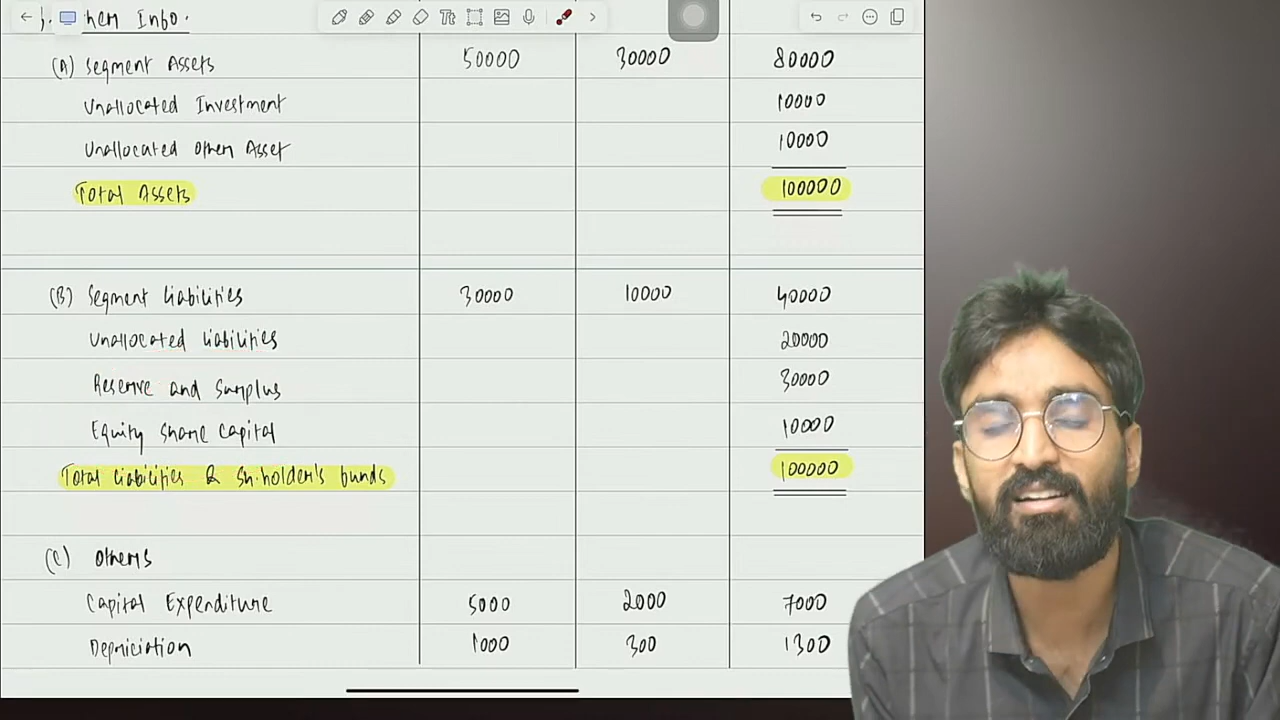 3. Other Info.
(A) Segment Assets 50000 30000 80000
Unallocated Investment 10000
Unallocated Other Asset 10000
Total Assets 100000
(B) Segment Liabilities 30000 10000 40000
Unallocated Liabilities 20000
Reserve and Surplus 30000
Equity Share Capital 10000
Total Liabilities & Sh.holder's funds 100000
(C) Others
Capital Expenditure 5000 2000 7000
Depriciation 1000 300 1300